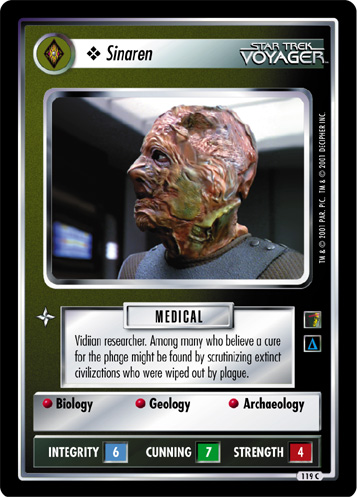 ❖ Sinaren
STAR TREK
VOYAGER™
TM & © 2001 PAR. PIC. TM & © 2001 DECIPHER INC.
MEDICAL
Vidiian researcher. Among many who believe a cure
for the phage might be found by scrutinizing extinct
civilizations who were wiped out by plague.
Biology Geology Archaeology
INTEGRITY 6 CUNNING 7 STRENGTH 4
119 C